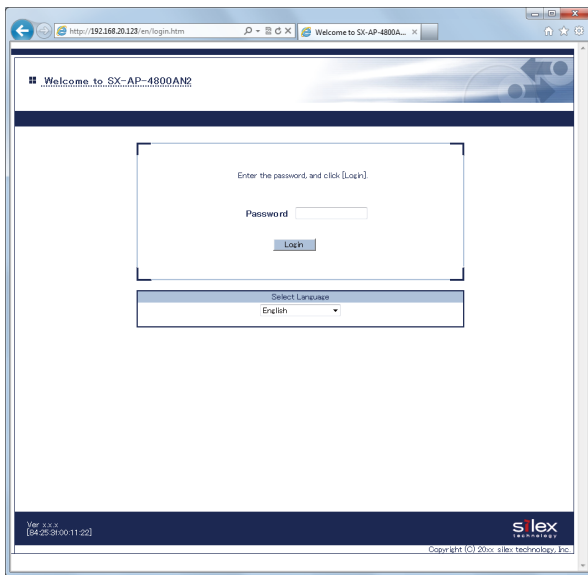 http://192.168.20.123/en/login.htm
Welcome to SX-AP-4800A...
Welcome to SX-AP-4800AN2
Enter the password, and click [Login].
Password
Login
Select Language
English
Ver x.x.x
[84:25:3f:00:11:22]
silex
technology
Copyright (C) 20xx silex technology, Inc.